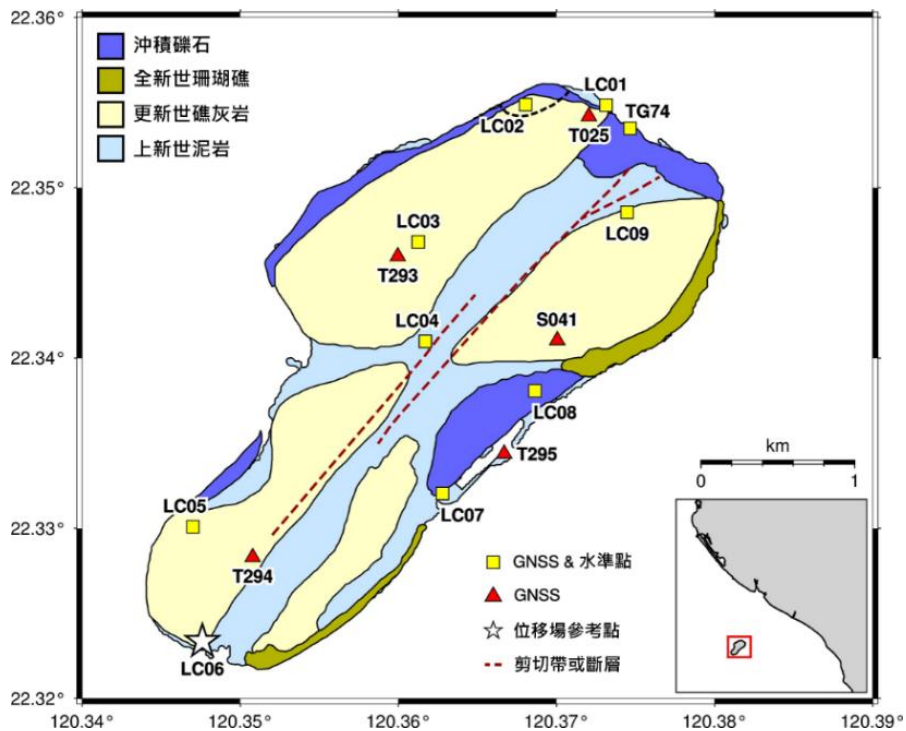 22.36°
22.35°
22.34°
22.33°
22.32°
沖積礫石
全新世珊瑚礁
更新世礁灰岩
上新世泥岩
LC01
LC02
TG74
T025
LC03
LC09
T293
LC04
S041
LC08
T295
LC05
LC07
T294
LC06
km
0 1
GNSS & 水準點
GNSS
位移場參考點
剪切帶或斷層
120.34° 120.35° 120.36° 120.37° 120.38° 120.39°